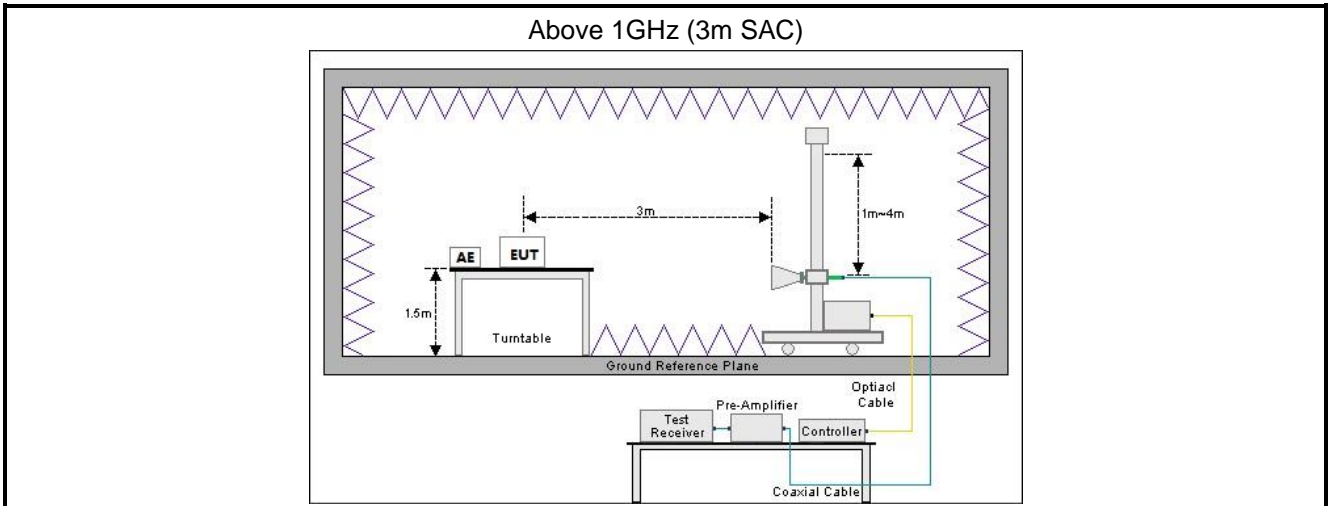 Above 1GHz (3m SAC)
3m
1m~4m
AE
EUT
1.5m
Turntable
Ground Reference Plane
Optiacl
Cable
Pre-Amplifier
Test
Receiver
Controller
Coaxial Cable